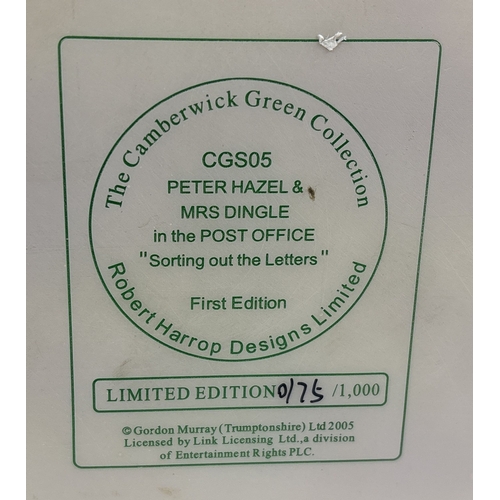 The Camberwick Green Collection
CGS05
PETER HAZEL &
MRS DINGLE
in the POST OFFICE
"Sorting out the Letters"
First Edition
Robert Harrop Designs Limited
LIMITED EDITION 0175 /1,000
© Gordon Murray (Trumptonshire) Ltd 2005
Licensed by Link Licensing Ltd.,a division
of Entertainment Rights PLC.